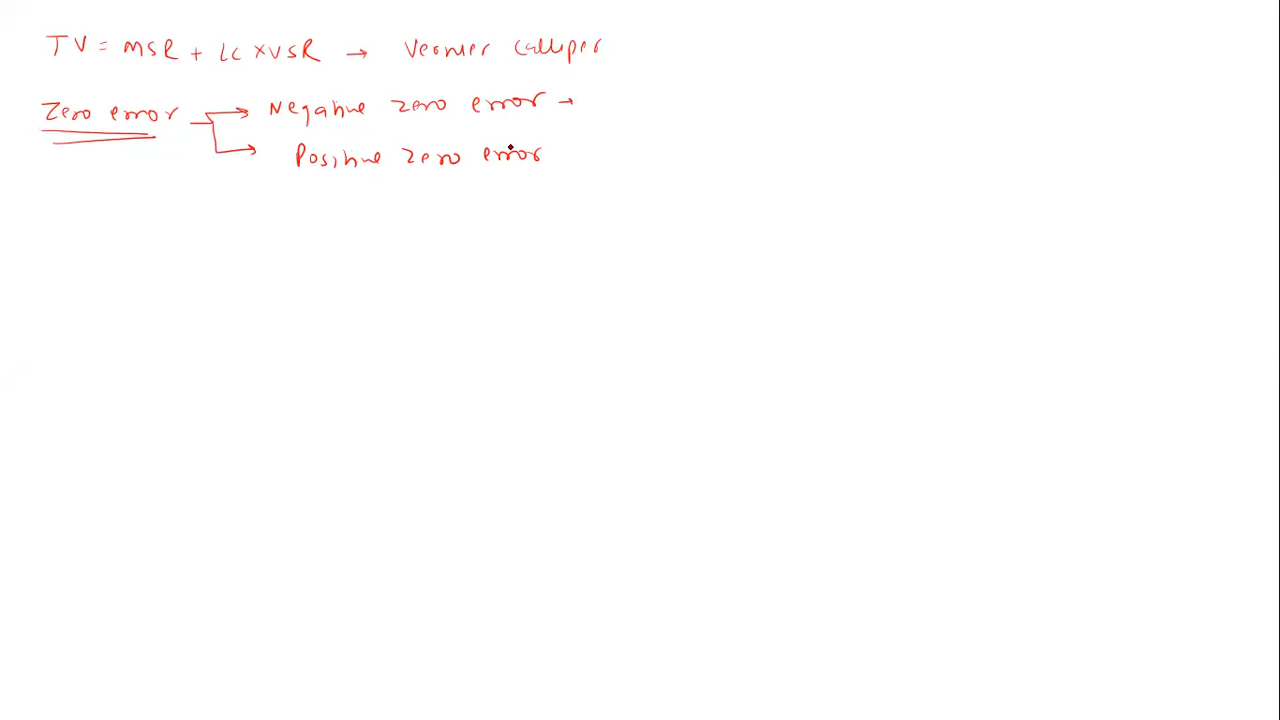 TV = MSR + LC × VSR → Vernier Calliper
Zero error → Negative zero error →
→ Positive zero error